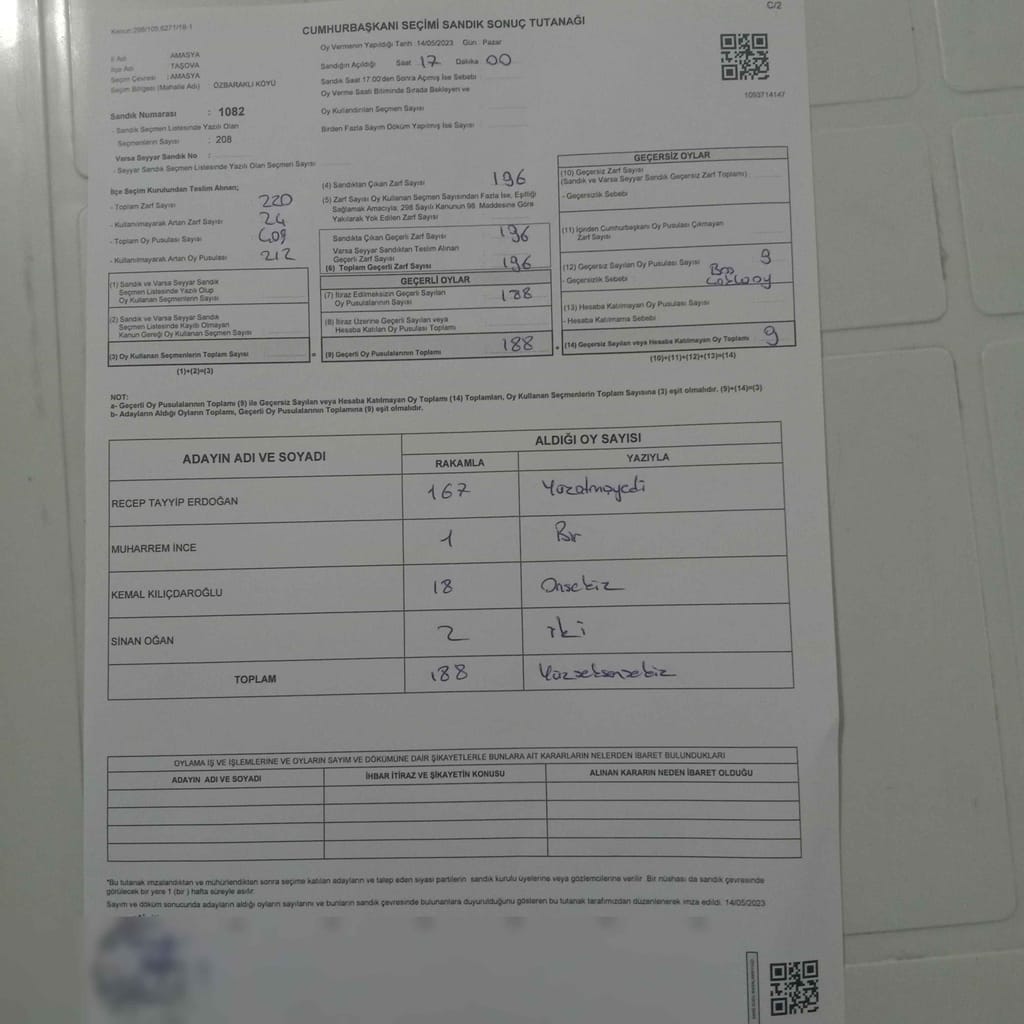 Kanun:298/109,6271/18-1
C/2
CUMHURBAŞKANI SEÇİMİ SANDIK SONUÇ TUTANAĞI
Oy Vermenin Yapıldığı Tarih :14/05/2023 Gün : Pazar
İl Adı AMASYA
İlçe Adı TAŞOVA
Seçim Çevresi : AMASYA
Seçim Bölgesi (Mahalle Adı) ÖZBARAKLI KÖYÜ
Sandığın Açıldığı Saat 17 Dakika 00
Sandık Saat 17.00'den Sonra Açımış İse Sebebi
Oy Verme Saati Bitiminde Sırada Bekleyen ve
Oy Kullandırılan Seçmen Sayısı
Birden Fazla Sayım Döküm Yapılmış İse Sayısı
1093714147
Sandık Numarası : 1082
- Sandık Seçmen Listesinde Yazılı Olan
Seçmenlerin Sayısı : 208
Varsa Seyyar Sandık No :
- Seyyar Sandık Seçmen Listesinde Yazılı Olan Seçmen Sayısı
İlçe Seçim Kurulundan Teslim Alınan;
- Toplam Zarf Sayısı 220
- Kullanılmayarak Artan Zarf Sayısı 24
- Toplam Oy Pusulası Sayısı 409
- Kullanılmayarak Artan Oy Pusulası 212
(1) Sandık ve Varsa Seyyar Sandık
Seçmen Listesinde Yazılı Olup
Oy Kullanan Seçmenlerin Sayısı
(2) Sandık ve Varsa Seyyar Sandık
Seçmen Listesinde Kayıtlı Olmayan
Kanun Gereği Oy Kullanan Seçmen Sayısı
(3) Oy Kullanan Seçmenlerin Toplam Sayısı
(1)+(2)=(3)
(4) Sandıktan Çıkan Zarf Sayısı 196
(5) Zarf Sayısı Oy Kullanan Seçmen Sayısından Fazla İse, Eşitliği
Sağlamak Amacıyla, 298 Sayılı Kanunun 98. Maddesine Göre
Yakılarak Yok Edilen Zarf Sayısı
Sandıkta Çıkan Geçerli Zarf Sayısı 196
Varsa Seyyar Sandıktan Teslim Alınan
Geçerli Zarf Sayısı
(6) Toplam Geçerli Zarf Sayısı 196
GEÇERLİ OYLAR
(7) İtiraz Edilmeksizin Geçerli Sayılan
Oy Pusulalarının Sayısı 188
(8) İtiraz Üzerine Geçerli Sayılan veya
Hesaba Katılan Oy Pusulası Toplamı
= (9) Geçerli Oy Pusulalarının Toplamı 188 +
GEÇERSİZ OYLAR
(10) Geçersiz Zarf Sayısı
(Sandık ve Varsa Seyyar Sandık Geçersiz Zarf Toplamı)
- Geçersizlik Sebebi
(11) İçinden Cumhurbaşkanı Oy Pusulası Çıkmayan
Zarf Sayısı
(12) Geçersiz Sayılan Oy Pusulası Sayısı 9
- Geçersizlik Sebebi
(13) Hesaba Katılmayan Oy Pusulası Sayısı
- Hesaba Katılmama Sebebi
(14) Geçersiz Sayılan veya Hesaba Katılmayan Oy Toplamı 9
(10)+(11)+(12)+(13)=(14)
NOT:
a- Geçerli Oy Pusulalarının Toplamı (9) ile Geçersiz Sayılan veya Hesaba Katılmayan Oy Toplamı (14) Toplamları, Oy Kullanan Seçmenlerin Toplam Sayısına (3) eşit olmalıdır. (9)+(14)=(3)
b- Adayların Aldığı Oyların Toplamı, Geçerli Oy Pusulalarının Toplamına (9) eşit olmalıdır.
ADAYIN ADI VE SOYADI
ALDIĞI OY SAYISI
RAKAMLA YAZIYLA
RECEP TAYYİP ERDOĞAN 167 Yüzatmışyedi
MUHARREM İNCE 1 Bir
KEMAL KILIÇDAROĞLU 18 Onsekiz
SİNAN OĞAN 2 iki
TOPLAM 188 Yüzseksensekiz
OYLAMA İŞ VE İŞLEMLERİNE VE OYLARIN SAYIM VE DÖKÜMÜNE DAİR ŞİKAYETLERLE BUNLARA AİT KARARLARIN NELERDEN İBARET BULUNDUKLARI
ADAYIN ADI VE SOYADI İHBAR İTİRAZ VE ŞİKAYETİN KONUSU ALINAN KARARIN NEDEN İBARET OLDUĞU
*Bu tutanak imzalandıktan ve mühürlendikten sonra seçime katılan adayların ve talep eden siyasi partilerin sandık kurulu üyelerine veya gözlemcilerine verilir. Bir nüshası da sandık çevresinde
görülecek bir yere 1 (bir ) hafta süreyle asılır.
Sayım ve döküm sonucunda adayların aldığı oyların sayılarını ve bunların sandık çevresinde bulunanlara duyurulduğunu gösteren bu tutanak tarafımızdan düzenlenerek imza edildi. 14/05/2023